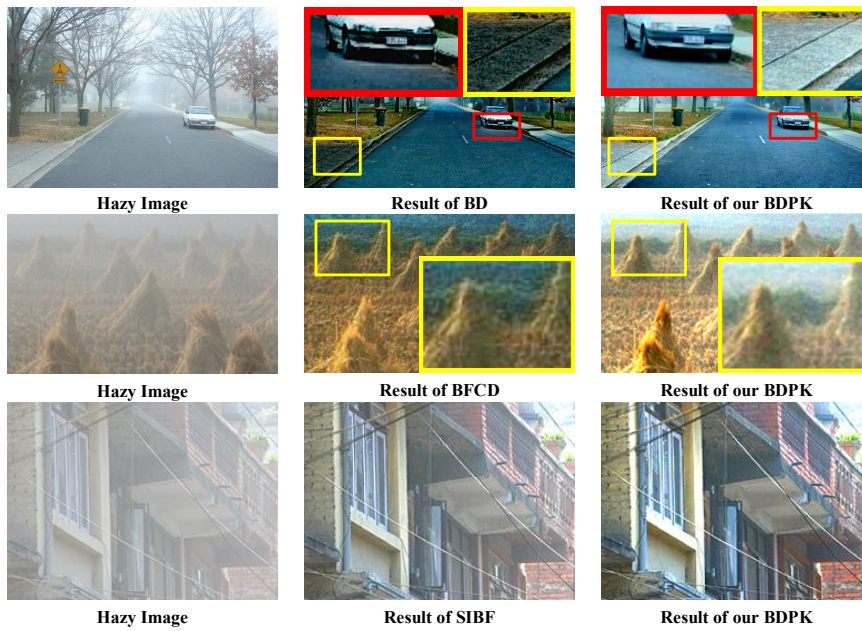 Hazy Image
Result of BD
Result of our BDPK
Hazy Image
Result of BFCD
Result of our BDPK
Hazy Image
Result of SIBF
Result of our BDPK